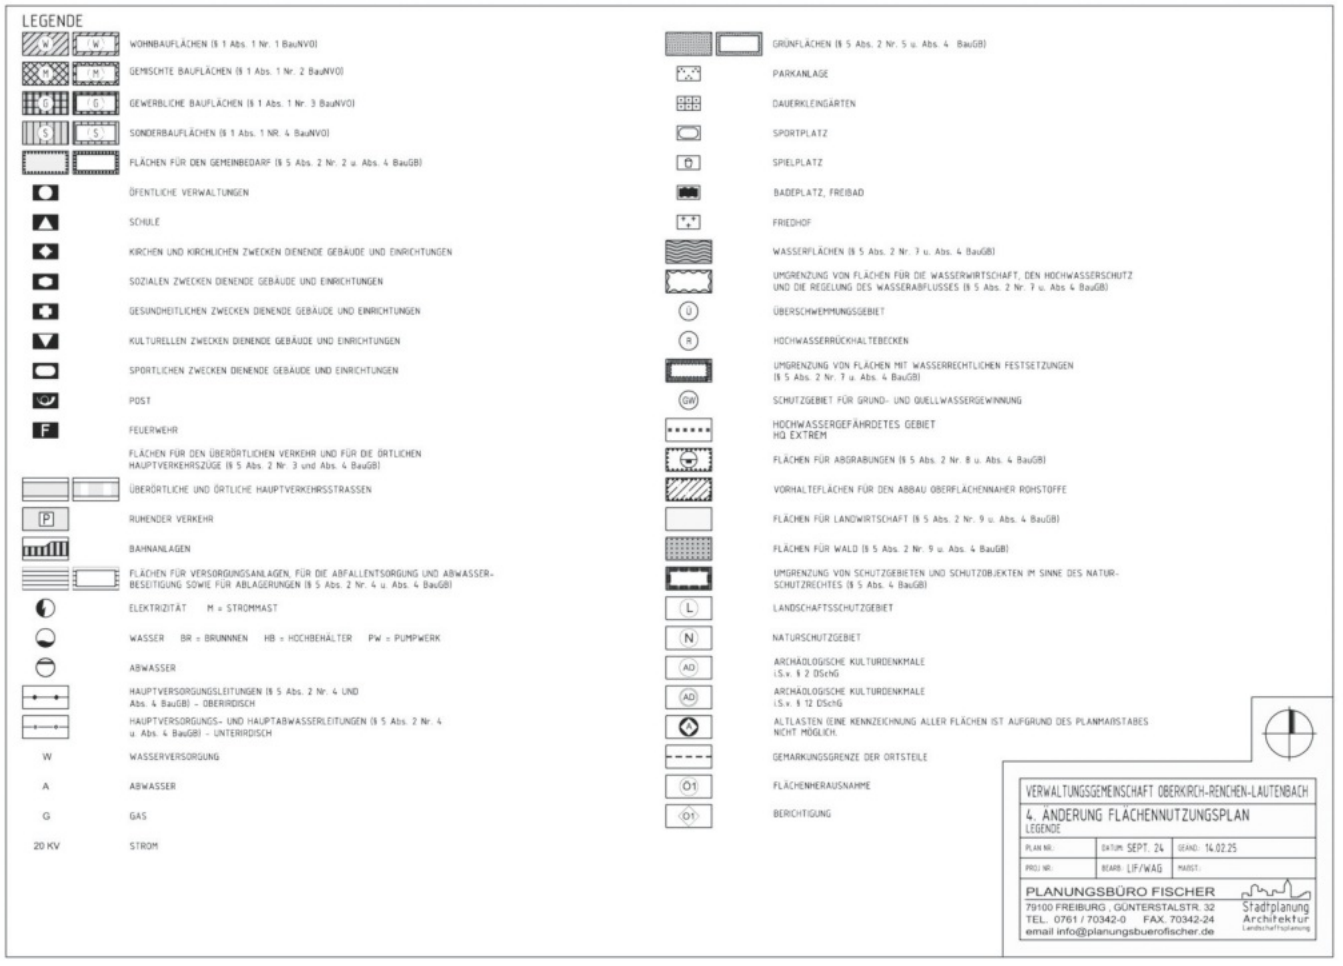 LEGENDE
W (W) WOHNBAUFLÄCHEN (§ 1 Abs. 1 Nr. 1 BauNVO)
M (M) GEMISCHTE BAUFLÄCHEN (§ 1 Abs. 1 Nr. 2 BauNVO)
G (G) GEWERBLICHE BAUFLÄCHEN (§ 1 Abs. 1 Nr. 3 BauNVO)
S (S) SONDERBAUFLÄCHEN (§ 1 Abs. 1 NR. 4 BauNVO)
FLÄCHEN FÜR DEN GEMEINBEDARF (§ 5 Abs. 2 Nr. 2 u. Abs. 4 BauGB)
ÖFENTLICHE VERWALTUNGEN
SCHULE
KIRCHEN UND KIRCHLICHEN ZWECKEN DIENENDE GEBÄUDE UND EINRICHTUNGEN
SOZIALEN ZWECKEN DIENENDE GEBÄUDE UND EINRICHTUNGEN
GESUNDHEITLICHEN ZWECKEN DIENENDE GEBÄUDE UND EINRICHTUNGEN
KULTURELLEN ZWECKEN DIENENDE GEBÄUDE UND EINRICHTUNGEN
SPORTLICHEN ZWECKEN DIENENDE GEBÄUDE UND EINRICHTUNGEN
POST
F FEUERWEHR
FLÄCHEN FÜR DEN ÜBERÖRTLICHEN VERKEHR UND FÜR DIE ÖRTLICHEN
HAUPTVERKEHRSZÜGE (§ 5 Abs. 2 Nr. 3 und Abs. 4 BauGB)
ÜBERÖRTLICHE UND ÖRTLICHE HAUPTVERKEHRSSTRASSEN
P RUHENDER VERKEHR
BAHNANLAGEN
FLÄCHEN FÜR VERSORGUNGSANLAGEN, FÜR DIE ABFALLENTSORGUNG UND ABWASSER-
BESEITIGUNG SOWIE FÜR ABLAGERUNGEN (§ 5 Abs. 2 Nr. 4 u. Abs. 4 BauGB)
ELEKTRIZITÄT M = STROMMAST
WASSER BR = BRUNNNEN HB = HOCHBEHÄLTER PW = PUMPWERK
ABWASSER
HAUPTVERSORGUNGSLEITUNGEN (§ 5 Abs. 2 Nr. 4 UND
Abs. 4 BauGB) - OBERIRDISCH
HAUPTVERSORGUNGS- UND HAUPTABWASSERLEITUNGEN (§ 5 Abs. 2 Nr. 4
u. Abs. 4 BauGB) - UNTERIRDISCH
W WASSERVERSORGUNG
A ABWASSER
G GAS
20 KV STROM
GRÜNFLÄCHEN (§ 5 Abs. 2 Nr. 5 u. Abs. 4 BauGB)
PARKANLAGE
DAUERKLEINGÄRTEN
SPORTPLATZ
SPIELPLATZ
BADEPLATZ, FREIBAD
FRIEDHOF
WASSERFLÄCHEN (§ 5 Abs. 2 Nr. 7 u. Abs. 4 BauGB)
UMGRENZUNG VON FLÄCHEN FÜR DIE WASSERWIRTSCHAFT, DEN HOCHWASSERSCHUTZ
UND DIE REGELUNG DES WASSERABFLUSSES (§ 5 Abs. 2 Nr. 7 u. Abs 4 BauGB)
Ü ÜBERSCHWEMMUNGSGEBIET
R HOCHWASSERRÜCKHALTEBECKEN
UMGRENZUNG VON FLÄCHEN MIT WASSERRECHTLICHEN FESTSETZUNGEN
(§ 5 Abs. 2 Nr. 7 u. Abs. 4 BauGB)
GW SCHUTZGEBIET FÜR GRUND- UND QUELLWASSERGEWINNUNG
HOCHWASSERGEFÄHRDETES GEBIET
HQ EXTREM
FLÄCHEN FÜR ABGRABUNGEN (§ 5 Abs. 2 Nr. 8 u. Abs. 4 BauGB)
VORHALTEFLÄCHEN FÜR DEN ABBAU OBERFLÄCHENNAHER ROHSTOFFE
FLÄCHEN FÜR LANDWIRTSCHAFT (§ 5 Abs. 2 Nr. 9 u. Abs. 4 BauGB)
FLÄCHEN FÜR WALD (§ 5 Abs. 2 Nr. 9 u. Abs. 4 BauGB)
UMGRENZUNG VON SCHUTZGEBIETEN UND SCHUTZOBJEKTEN IM SINNE DES NATUR-
SCHUTZRECHTES (§ 5 Abs. 4 BauGB)
L LANDSCHAFTSSCHUTZGEBIET
N NATURSCHUTZGEBIET
AD ARCHÄOLOGISCHE KULTURDENKMALE
i.S.v. § 2 DSchG
AD ARCHÄOLOGISCHE KULTURDENKMALE
i.S.v. § 12 DSchG
A ALTLASTEN (EINE KENNZEICHNUNG ALLER FLÄCHEN IST AUFGRUND DES PLANMAßSTABES
NICHT MÖGLICH.
GEMARKUNGSGRENZE DER ORTSTEILE
Ö1 FLÄCHENHERAUSNAHME
Ö1 BERICHTIGUNG
VERWALTUNGSGEMEINSCHAFT OBERKIRCH-RENCHEN-LAUTENBACH
4. ÄNDERUNG FLÄCHENNUTZUNGSPLAN
LEGENDE
PLAN NR.: DATUM: SEPT. 24 GEÄND.: 14.02.25
PROJ NR.: BEARB.: LIF/WAG MAßST.:
PLANUNGSBÜRO FISCHER
79100 FREIBURG , GÜNTERSTALSTR. 32
TEL. 0761 / 70342-0 FAX. 70342-24
email info@planungsbuerofischer.de
Stadtplanung
Architektur
Landschaftsplanung